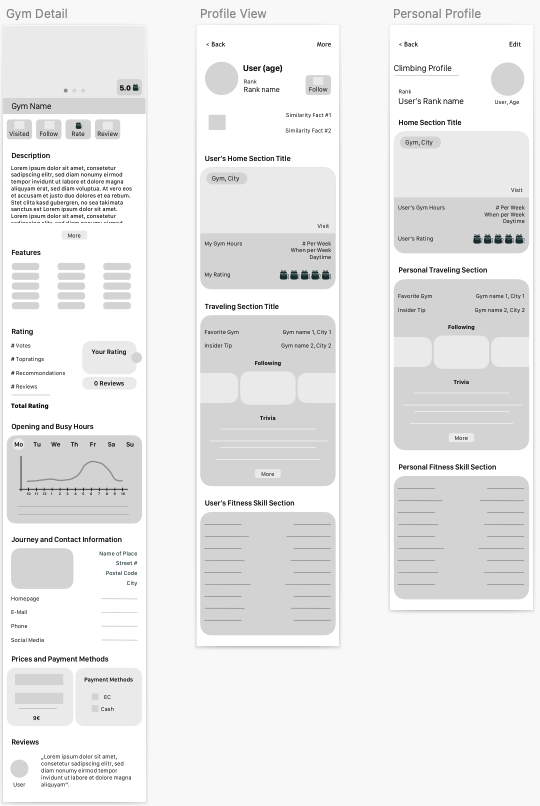 Gym Detail
5.0
Gym Name
Visited
Follow
Rate
Review
Description
Lorem ipsum dolor sit amet, consetetur
sadipscing elitr, sed diam nonumy eirmod
tempor invidunt ut labore et dolore magna
aliquyam erat, sed diam voluptua. At vero eos
et accusam et justo duo dolores et ea rebum.
Stet clita kasd gubergren, no sea takimata
sanctus est Lorem ipsum dolor sit amet.
Lorem ipsum dolor sit amet, consetetur
More
Features
Rating
# Votes
# Topratings
# Recommondations
# Reviews
Total Rating
Your Rating
0 Reviews
Opening and Busy Hours
Mo Tu We Th Fr Sa Su
10 11 12 1 2 3 4 5 6 7 8 9 10
Journey and Contact Information
Name of Place
Street #
Postal Code
City
Homepage
E-Mail
Phone
Social Media
Prices and Payment Methods
9€
Payment Methods
EC
Cash
Reviews
User
„Lorem ipsum dolor sit amet,
consetetur sadipscing elitr, sed
diam nonumy eirmod tempor
invidunt ut labore et dolore magna
aliquyam“.
Profile View
< Back
More
User (age)
Rank
Rank name
Follow
Similarity Fact #1
Similarity Fact #2
User's Home Section Title
Gym, City
Visit
My Gym Hours
# Per Week
When per Week
Daytime
My Rating
Traveling Section Title
Favorite Gym
Gym name 1, City 1
Insider Tip
Gym name 2, City 2
Following
Trivia
More
User's Fitness Skill Section
Personal Profile
< Back
Edit
Climbing Profile
Rank
User's Rank name
User, Age
Home Section Title
Gym, City
Visit
User's Gym Hours
# Per Week
When per Week
Daytime
User's Rating
Personal Traveling Section
Favorite Gym
Gym name 1, City 1
Insider Tip
Gym name 2, City 2
Following
Trivia
More
Personal Fitness Skill Section